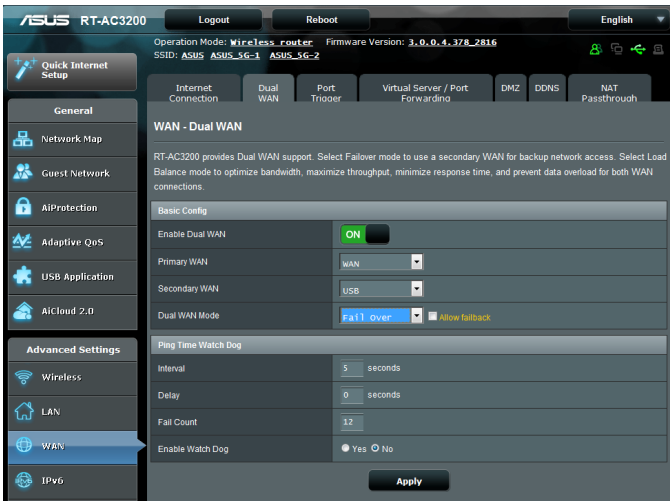 ASUS RT-AC3200
Logout
Reboot
English
Operation Mode: Wireless router Firmware Version: 3.0.0.4.378_2816
SSID: ASUS ASUS_5G-1 ASUS_5G-2
Quick Internet
Setup
General
Network Map
Guest Network
AiProtection
Adaptive QoS
USB Application
AiCloud 2.0
Advanced Settings
Wireless
LAN
WAN
IPv6
Internet
Connection
Dual
WAN
Port
Trigger
Virtual Server / Port
Forwarding
DMZ
DDNS
NAT
Passthrough
WAN - Dual WAN
RT-AC3200 provides Dual WAN support. Select Failover mode to use a secondary WAN for backup network access. Select Load
Balance mode to optimize bandwidth, maximize throughput, minimize response time, and prevent data overload for both WAN
connections.
Basic Config
Enable Dual WAN ON
Primary WAN WAN
Secondary WAN USB
Dual WAN Mode Fail Over Allow failback
Ping Time Watch Dog
Interval 5 seconds
Delay 0 seconds
Fail Count 12
Enable Watch Dog Yes No
Apply